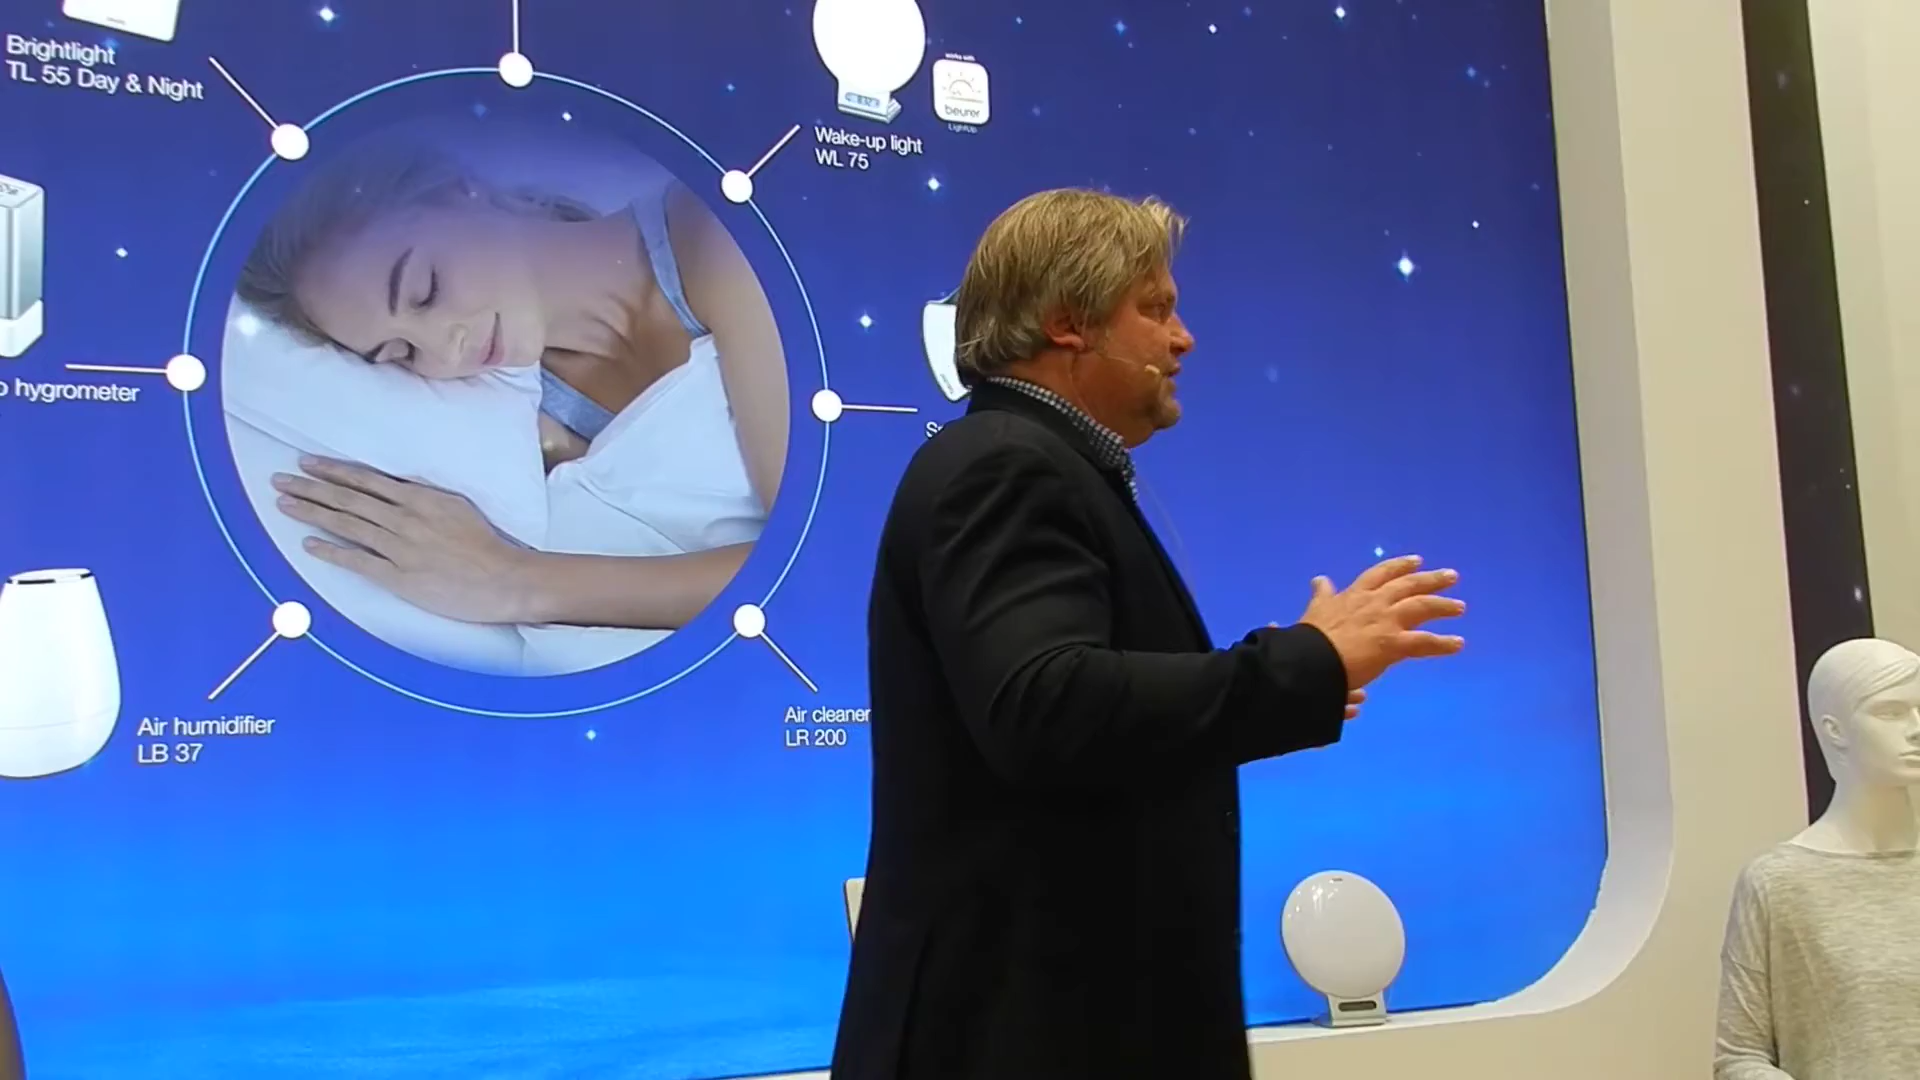 Brightlight
TL 55 Day & Night
works with
beurer
LightUp
Wake-up light
WL 75
hygrometer
Air humidifier
LB 37
Air cleaner
LR 200